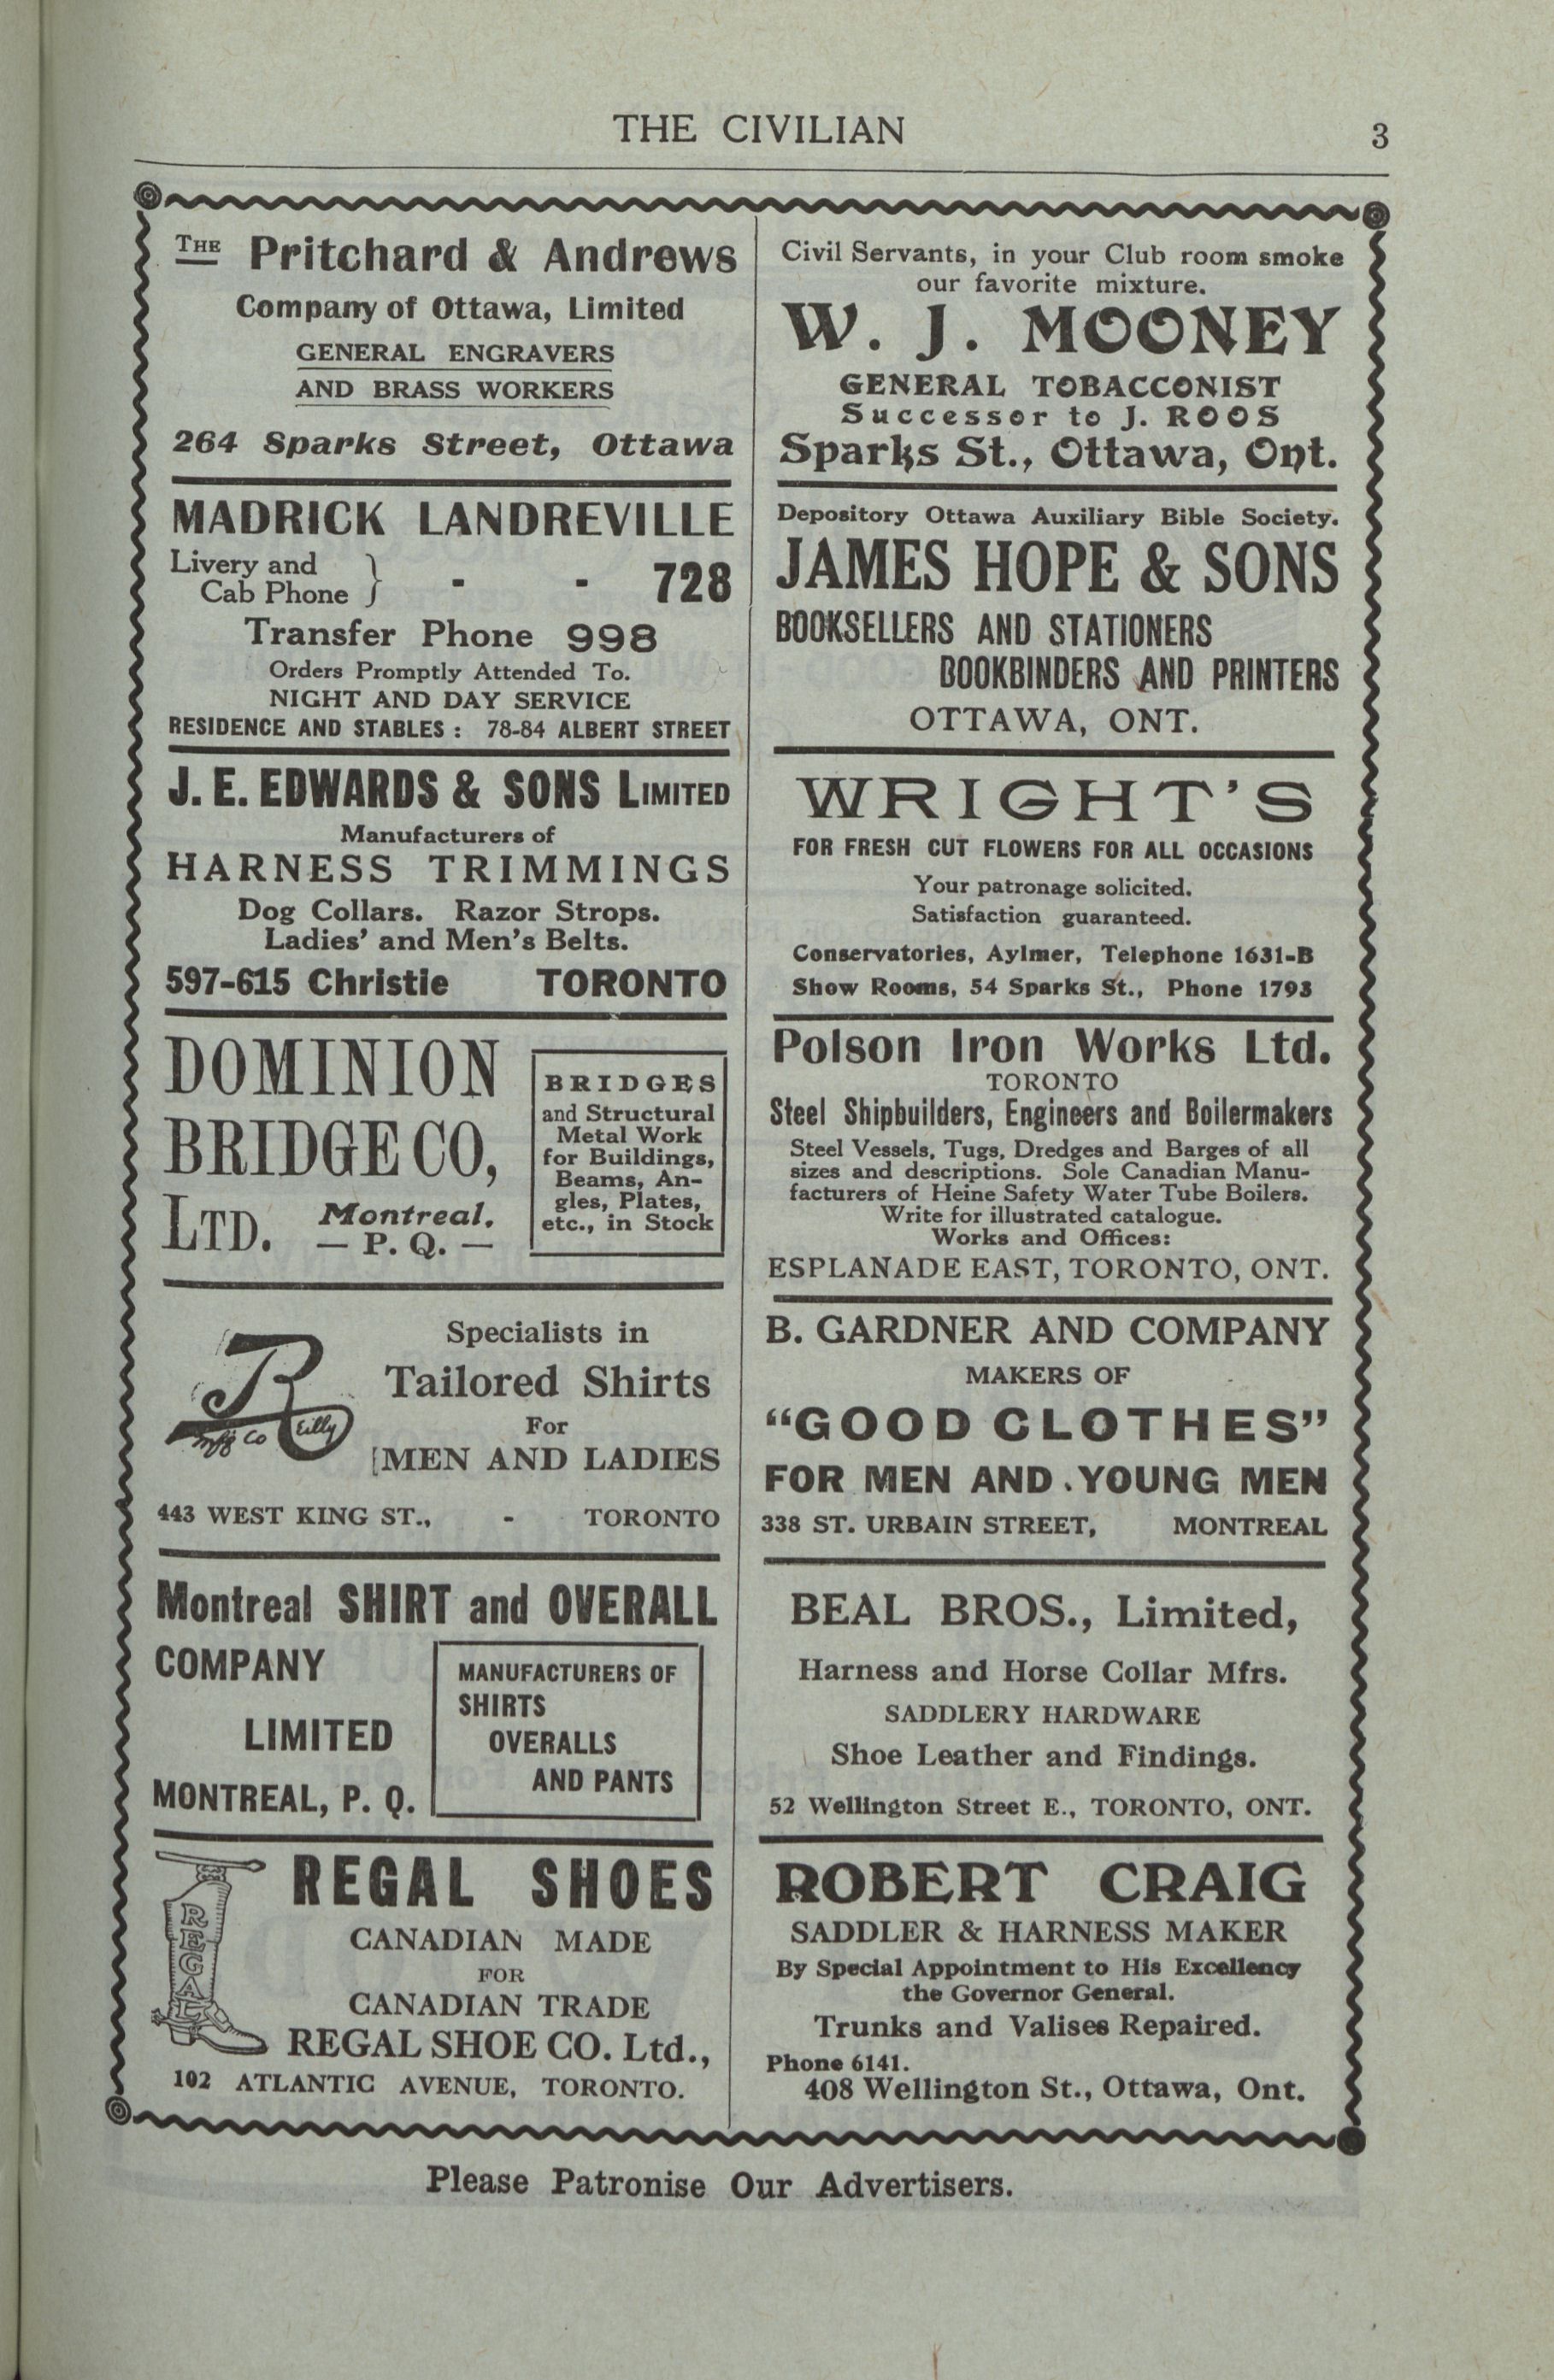 THE CIVILIAN
3
THE Pritchard & Andrews
Company of Ottawa, Limited
GENERAL ENGRAVERS
AND BRASS WORKERS
264 Sparks Street, Ottawa
MADRICK LANDREVILLE
Livery and
Cab Phone } - - 728
Transfer Phone 998
Orders Promptly Attended To.
NIGHT AND DAY SERVICE
RESIDENCE AND STABLES : 78-84 ALBERT STREET
J. E. EDWARDS & SONS LIMITED
Manufacturers of
HARNESS TRIMMINGS
Dog Collars. Razor Strops.
Ladies' and Men's Belts.
597-615 Christie TORONTO
DOMINION
BRIDGE CO,
LTD. Montreal.
— P. Q. —
BRIDGES
and Structural
Metal Work
for Buildings,
Beams, An-
gles, Plates,
etc., in Stock
R
eilly
Mfg Co
Specialists in
Tailored Shirts
For
[MEN AND LADIES
443 WEST KING ST., - TORONTO
Montreal SHIRT and OVERALL
COMPANY
LIMITED
MONTREAL, P. Q.
MANUFACTURERS OF
SHIRTS
OVERALLS
AND PANTS
REGAL
REGAL SHOES
CANADIAN MADE
FOR
CANADIAN TRADE
REGAL SHOE CO. Ltd.,
102 ATLANTIC AVENUE, TORONTO.
Civil Servants, in your Club room smoke
our favorite mixture.
W. J. MOONEY
GENERAL TOBACCONIST
Successor to J. ROOS
Sparks St., Ottawa, Ont.
Depository Ottawa Auxiliary Bible Society.
JAMES HOPE & SONS
BOOKSELLERS AND STATIONERS
BOOKBINDERS AND PRINTERS
OTTAWA, ONT.
WRIGHT'S
FOR FRESH CUT FLOWERS FOR ALL OCCASIONS
Your patronage solicited.
Satisfaction guaranteed.
Conservatories, Aylmer, Telephone 1631-B
Show Rooms, 54 Sparks St., Phone 1793
Polson Iron Works Ltd.
TORONTO
Steel Shipbuilders, Engineers and Boilermakers
Steel Vessels, Tugs, Dredges and Barges of all
sizes and descriptions. Sole Canadian Manu-
facturers of Heine Safety Water Tube Boilers.
Write for illustrated catalogue.
Works and Offices:
ESPLANADE EAST, TORONTO, ONT.
B. GARDNER AND COMPANY
MAKERS OF
"GOOD CLOTHES"
FOR MEN AND . YOUNG MEN
338 ST. URBAIN STREET, MONTREAL
BEAL BROS., Limited,
Harness and Horse Collar Mfrs.
SADDLERY HARDWARE
Shoe Leather and Findings.
52 Wellington Street E., TORONTO, ONT.
ROBERT CRAIG
SADDLER & HARNESS MAKER
By Special Appointment to His Excellency
the Governor General.
Trunks and Valises Repaired.
Phone 6141.
408 Wellington St., Ottawa, Ont.
Please Patronise Our Advertisers.